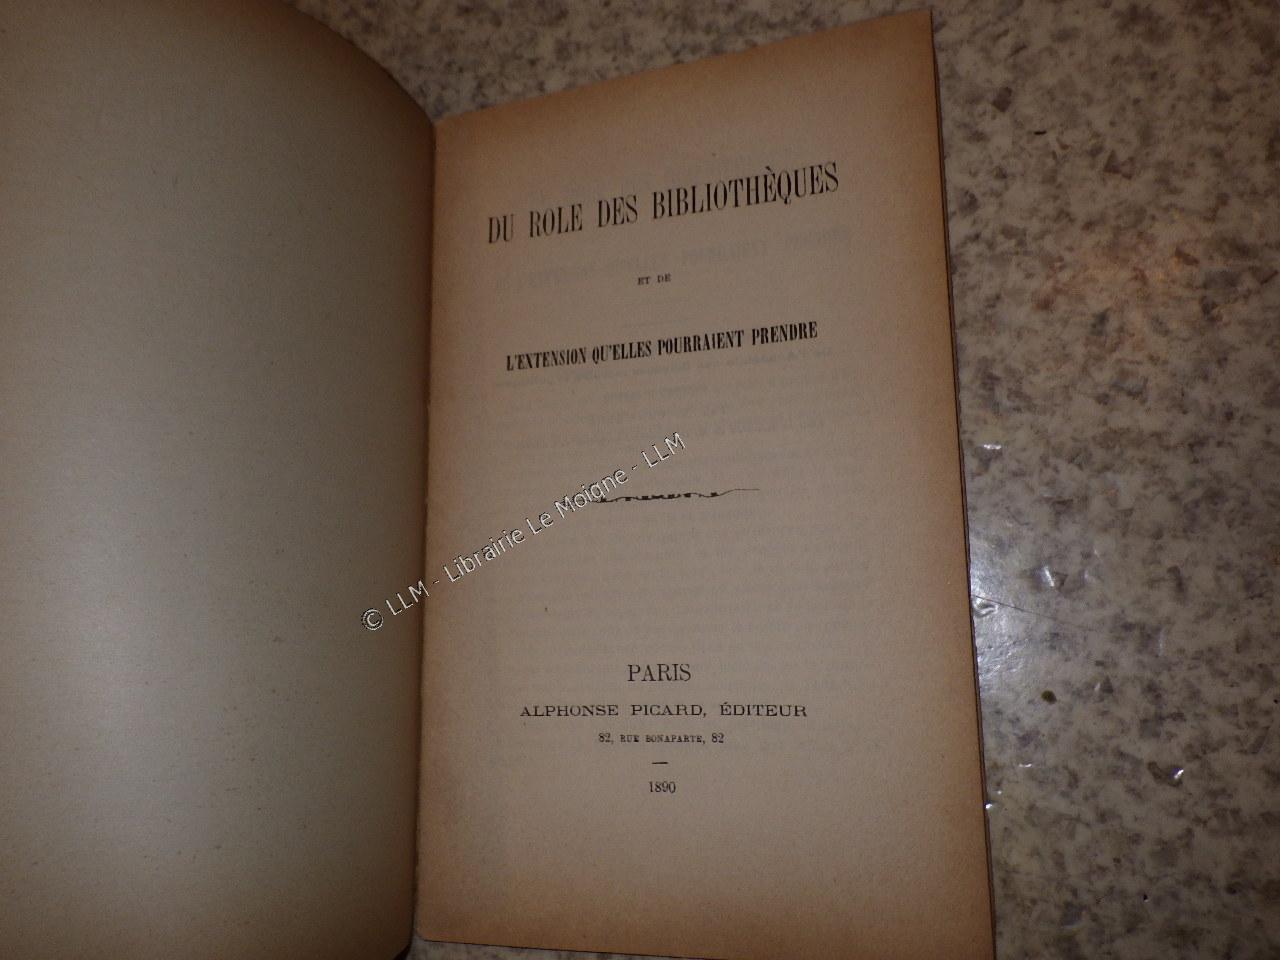 DU ROLE DES BIBLIOTHÈQUES
ET DE
L'EXTENSION QU'ELLES POURRAIENT PRENDRE
© LLM - Librairie Le Moigne - LLM
PARIS
ALPHONSE PICARD, ÉDITEUR
82, RUE BONAPARTE, 82
1890